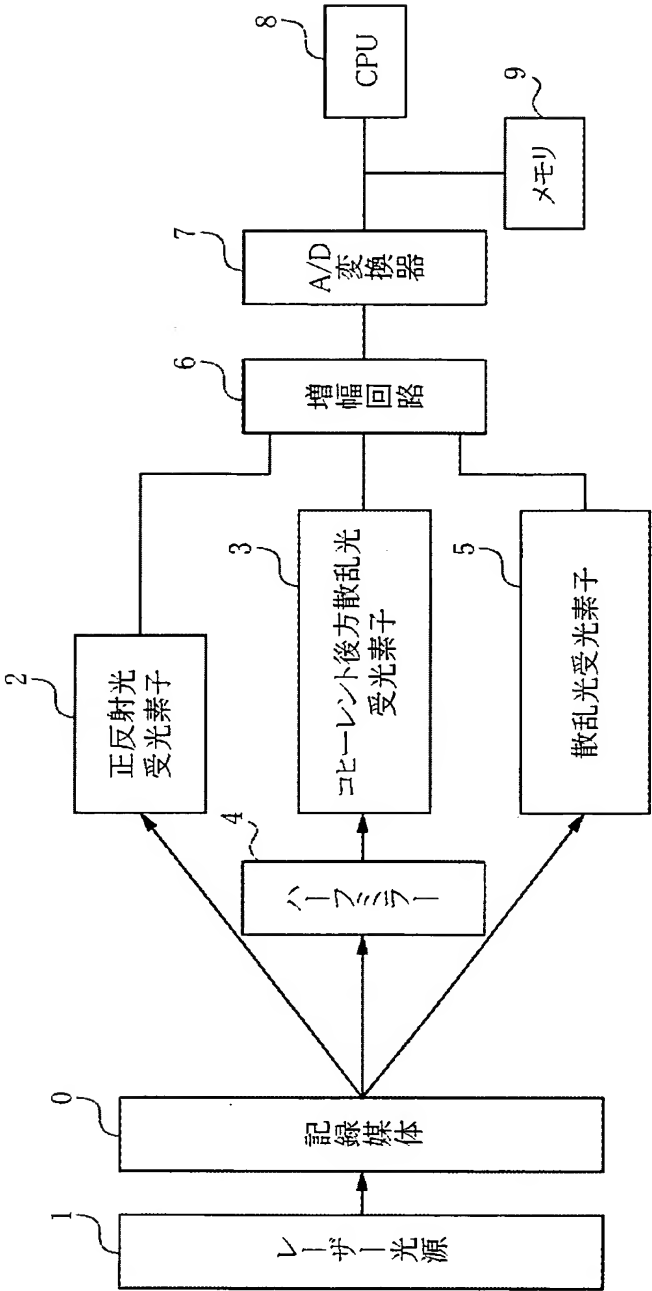 1
レーザー光源
0
記録媒体
2
正反射光
受光素子
4
ハーフミラー
3
コヒーレント後方散乱光
受光素子
5
散乱光受光素子
6
増幅回路
7
A/D
変換器
8
CPU
9
メモリ